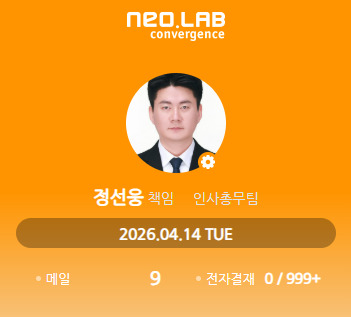 neo.LAB
convergence
정선웅 책임 인사총무팀
2026.04.14 TUE
메일 9 전자결재 0 / 999+